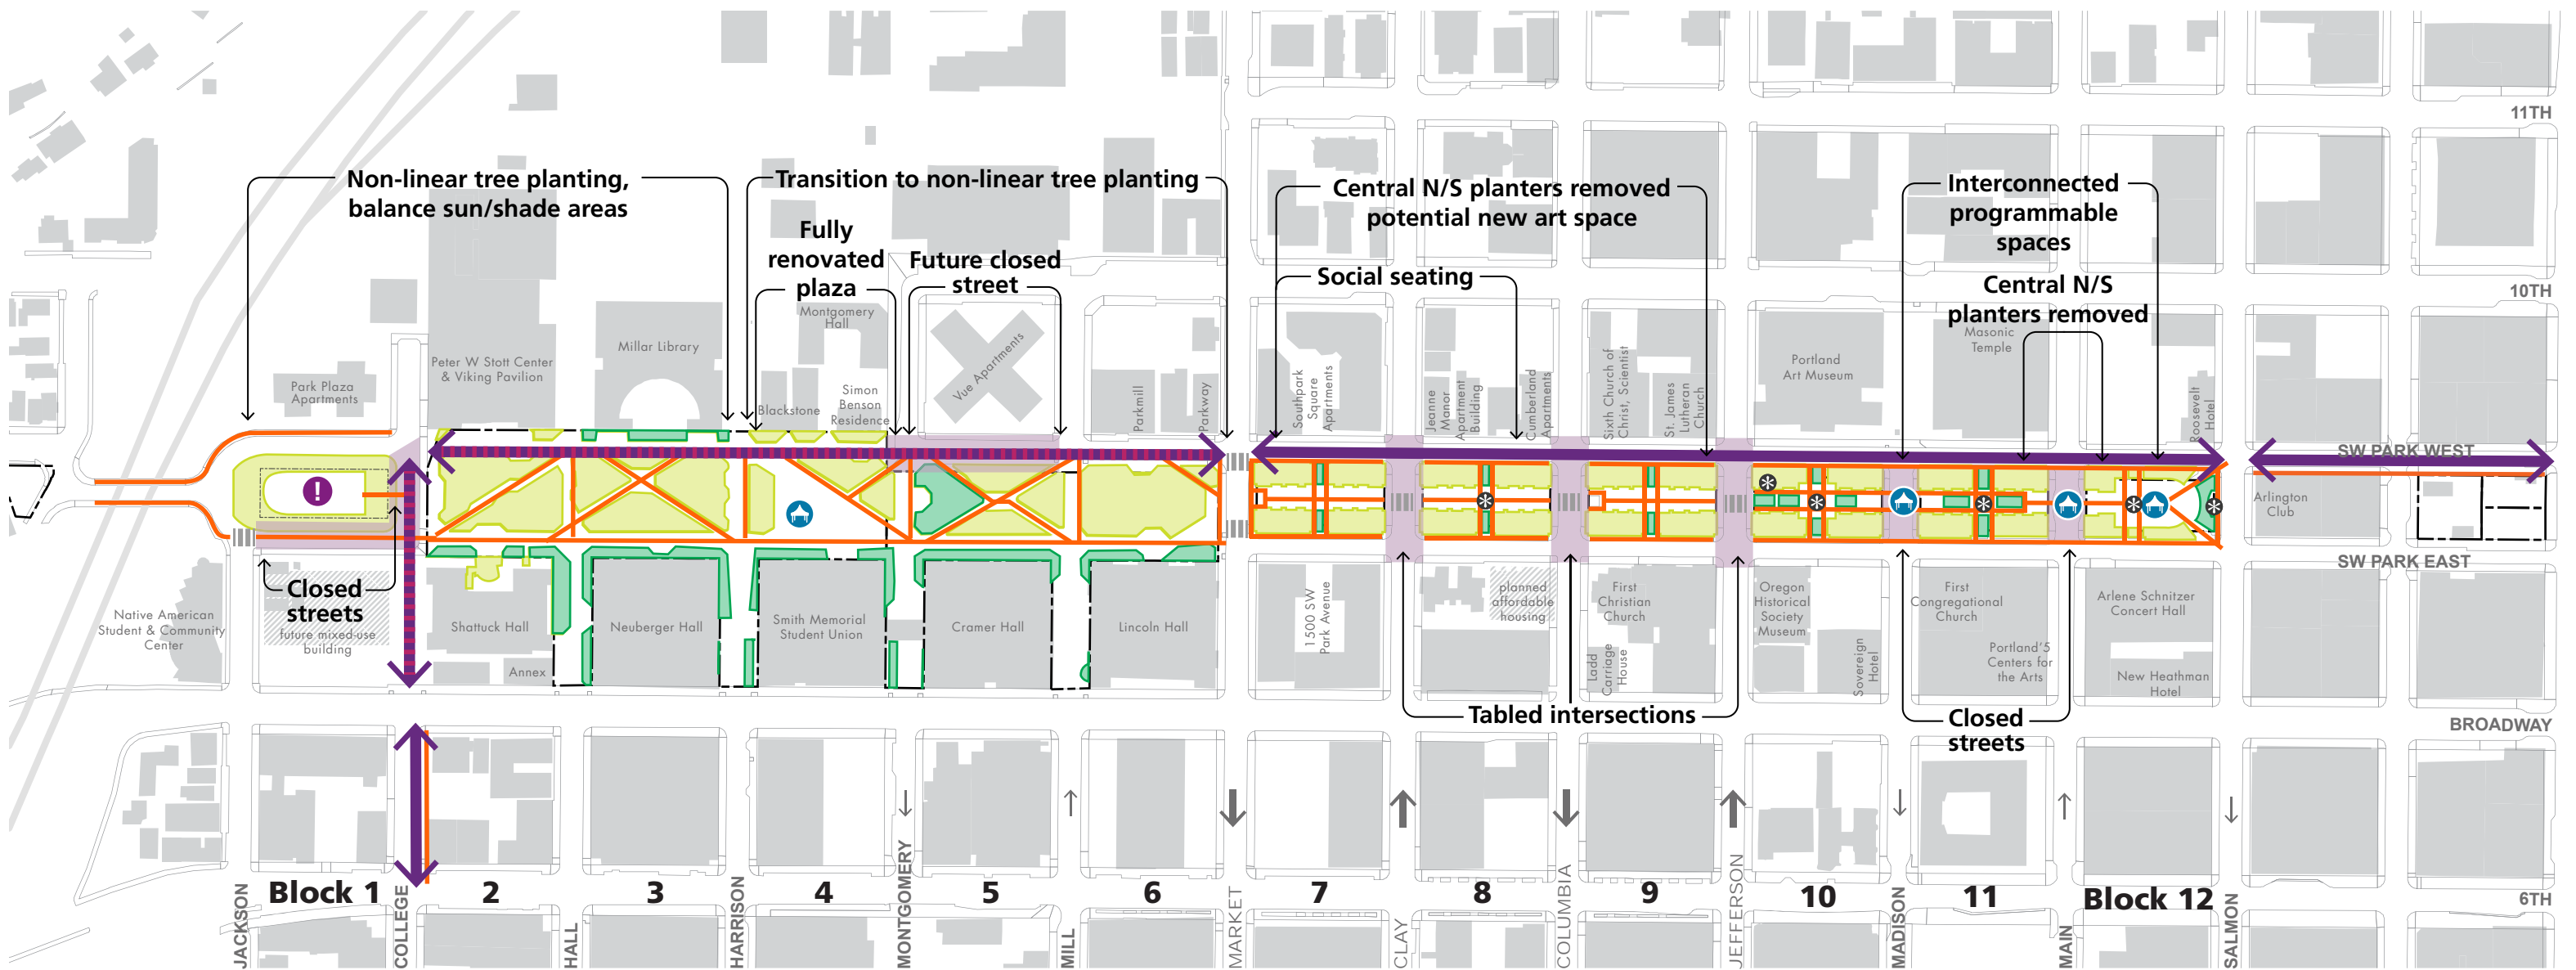 11TH
Non-linear tree planting,
balance sun/shade areas
Transition to non-linear tree planting
Central N/S planters removed
potential new art space
Interconnected
programmable
spaces
Fully
renovated
plaza
Future closed
street
Social seating
Central N/S
planters removed
10TH
Park Plaza
Apartments
Peter W Stott Center
& Viking Pavilion
Millar Library
Montgomery
Hall
Blackstone
Simon
Benson
Residence
Vue Apartments
Parkmill
Parkway
Southpark
Square
Apartments
Jeanne
Manor
Apartment
Building
Cumberland
Apartments
Sixth Church of
Christ, Scientist
St. James
Lutheran
Church
Portland
Art Museum
Masonic
Temple
Roosevelt
Hotel
SW PARK WEST
!
Arlington
Club
SW PARK EAST
Closed
streets
Native American
Student & Community
Center
future mixed-use
building
Shattuck Hall
Annex
Neuberger Hall
Smith Memorial
Student Union
Cramer Hall
Lincoln Hall
1500 SW
Park Avenue
planned
affordable
housing
First
Christian
Church
Ladd
Carriage
House
Oregon
Historical
Society
Museum
Sovereign
Hotel
First
Congregational
Church
Portland’5
Centers for
the Arts
Arlene Schnitzer
Concert Hall
New Heathman
Hotel
Tabled intersections
Closed
streets
BROADWAY
Block 1
2
3
4
5
6
7
8
9
10
11
Block 12
6TH
JACKSON
COLLEGE
HALL
HARRISON
MONTGOMERY
MILL
MARKET
CLAY
COLUMBIA
JEFFERSON
MADISON
MAIN
SALMON